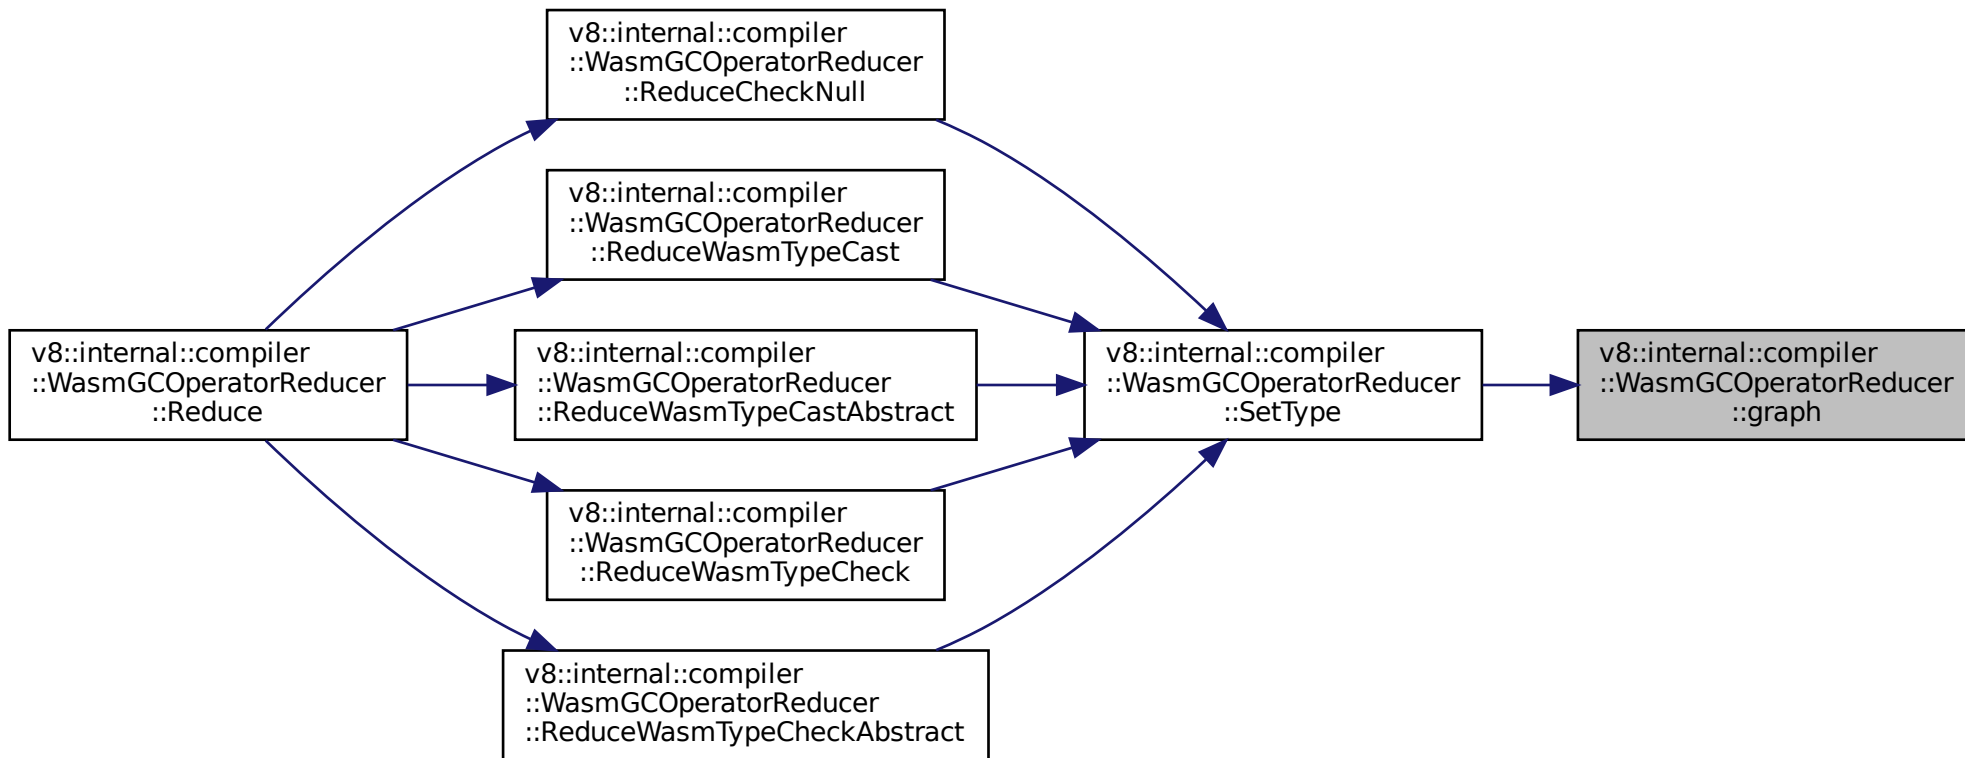 v8::internal::compiler
::WasmGCOperatorReducer
::ReduceCheckNull
v8::internal::compiler
::WasmGCOperatorReducer
::ReduceWasmTypeCast
v8::internal::compiler
::WasmGCOperatorReducer
::Reduce
v8::internal::compiler
::WasmGCOperatorReducer
::ReduceWasmTypeCastAbstract
v8::internal::compiler
::WasmGCOperatorReducer
::SetType
v8::internal::compiler
::WasmGCOperatorReducer
::graph
v8::internal::compiler
::WasmGCOperatorReducer
::ReduceWasmTypeCheck
v8::internal::compiler
::WasmGCOperatorReducer
::ReduceWasmTypeCheckAbstract